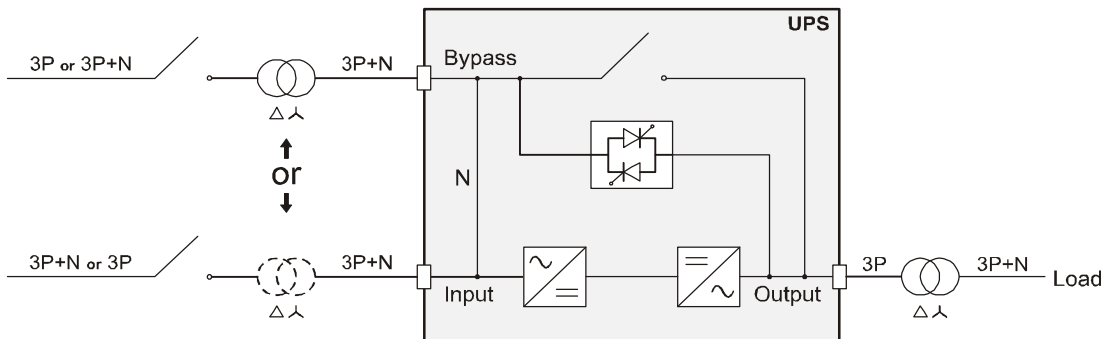 UPS
3P or 3P+N
3P+N
Bypass
or
N
3P+N or 3P
3P+N
Input
Output
3P
3P+N
Load